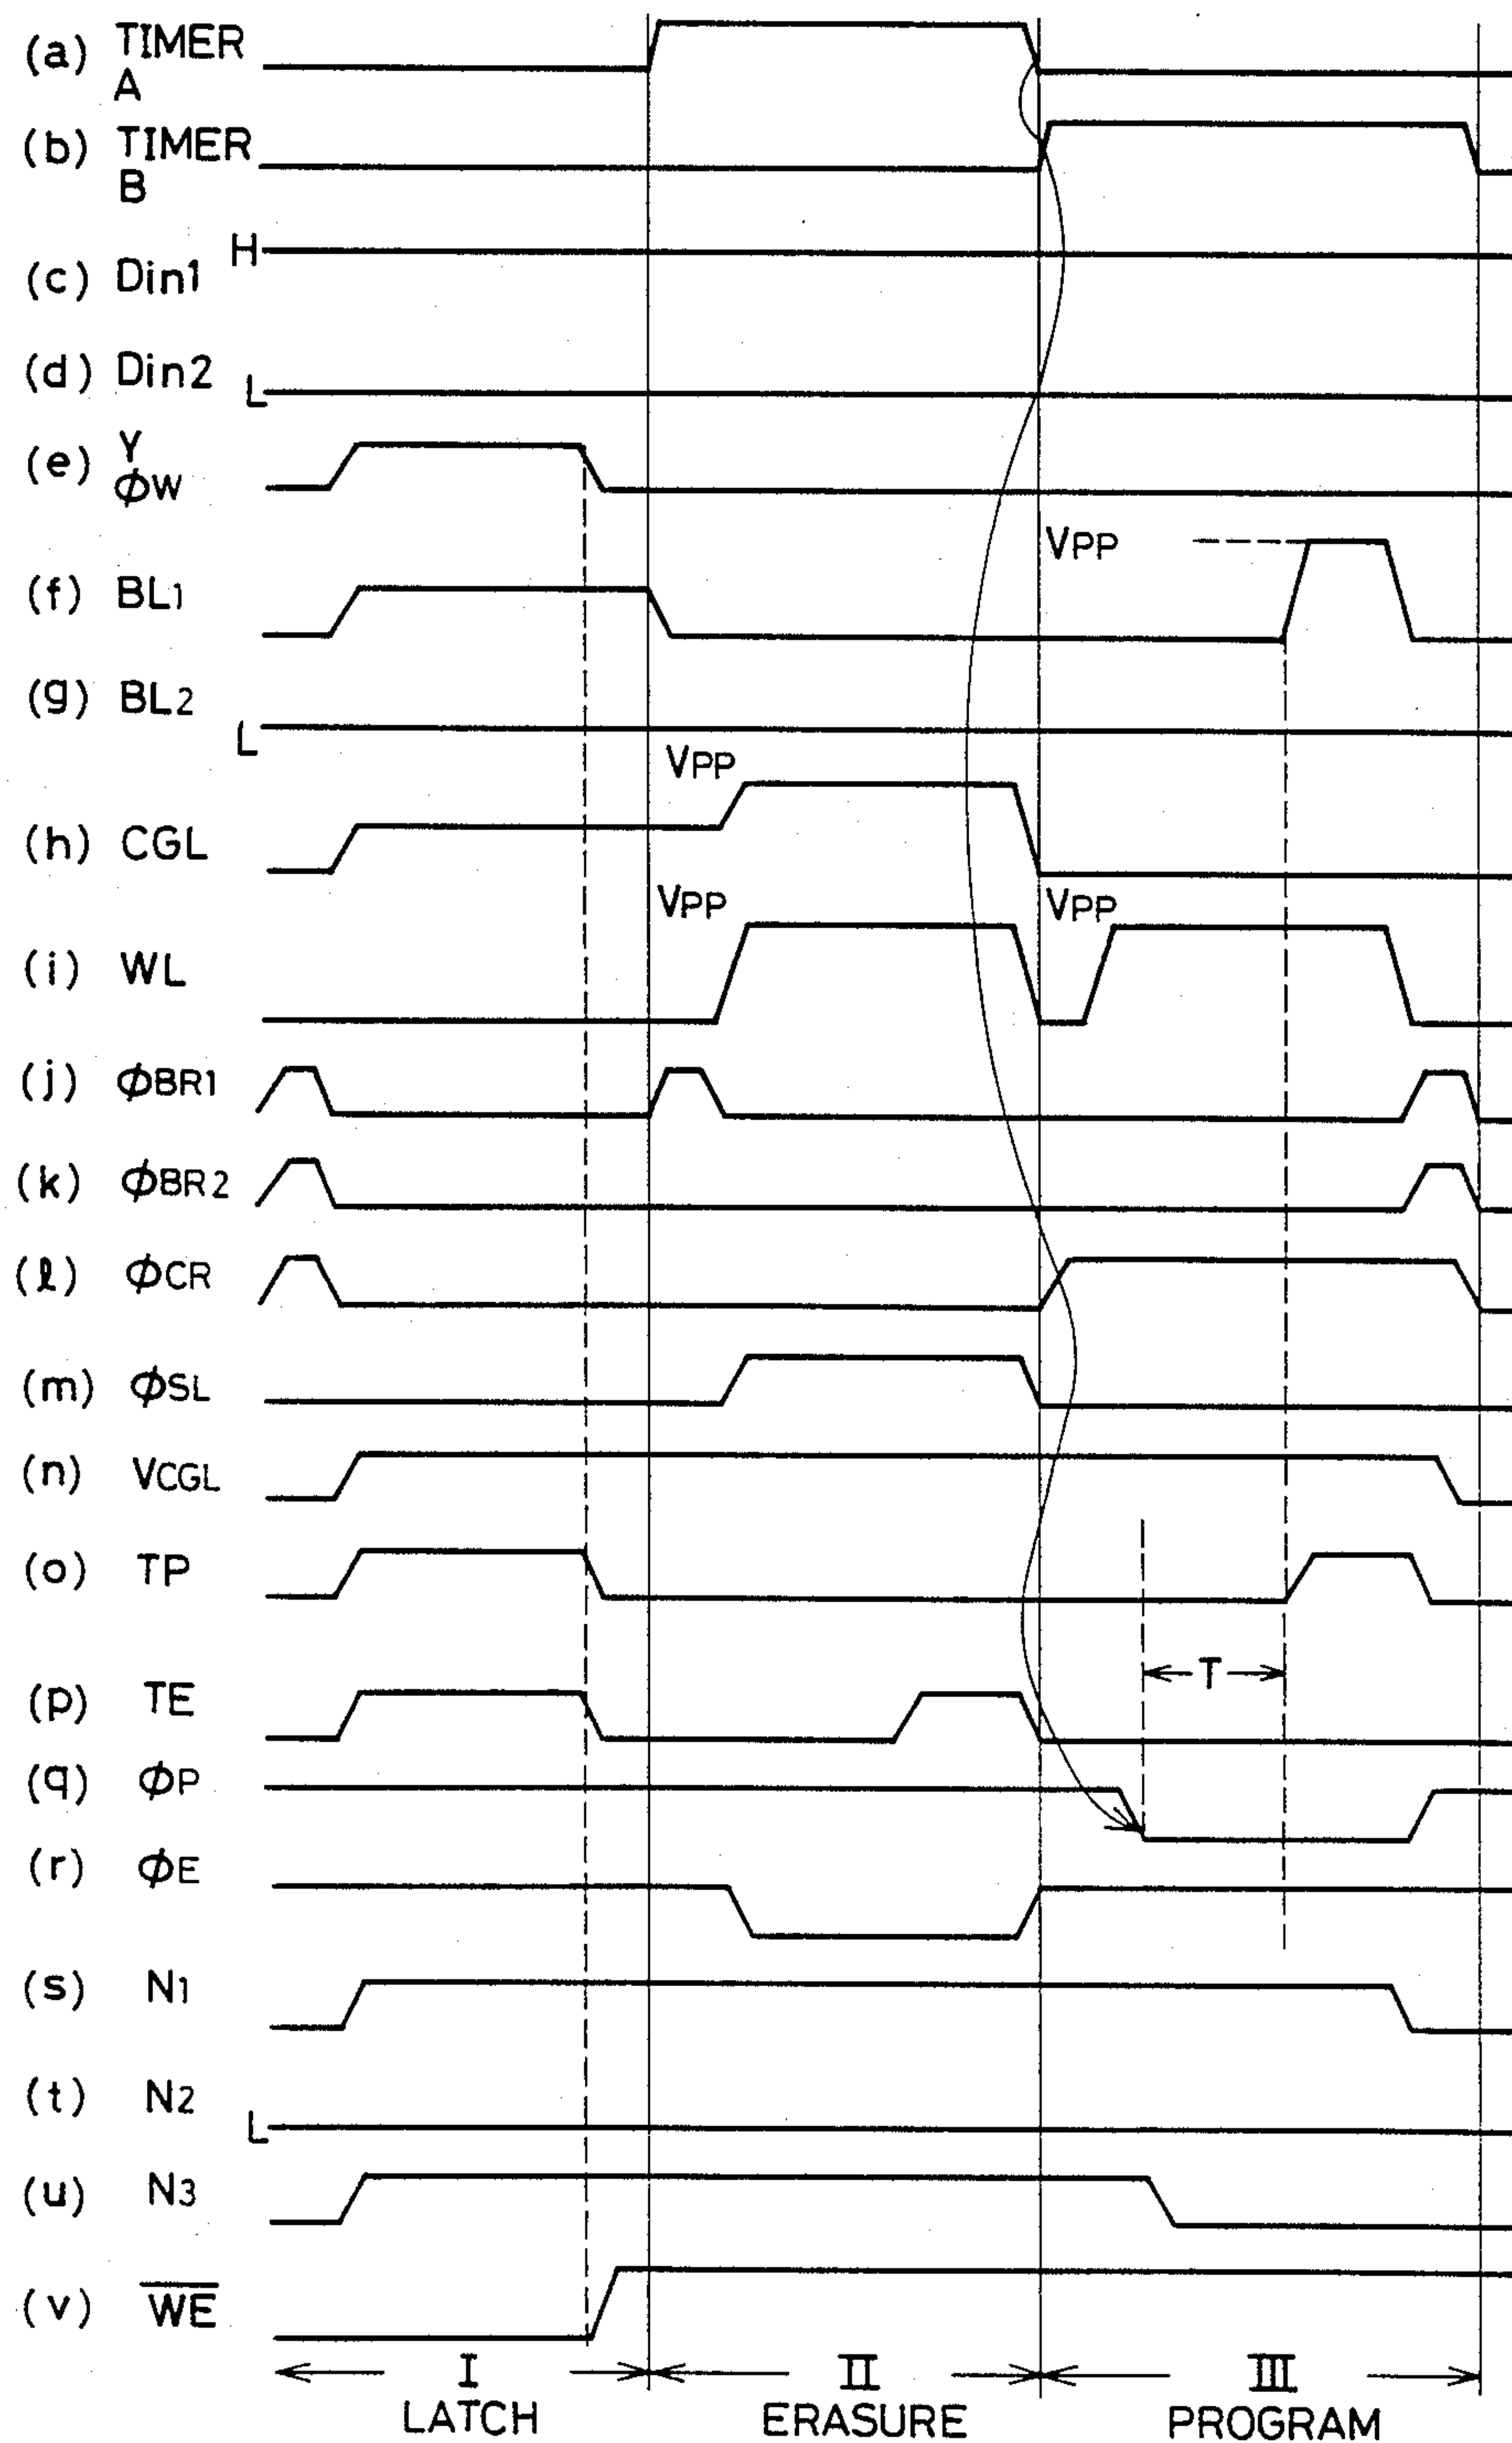 (a) TIMER
A
(b) TIMER
B
H
(c) Din1
(d) Din2
L
(e) Y
ϕW
VPP
(f) BL1
(g) BL2
L
VPP
(h) CGL
VPP VPP
(i) WL
(j) ϕBR1
(k) ϕBR2
(l) ϕCR
(m) ϕSL
(n) VCGL
(o) TP
T
(p) TE
(q) ϕP
(r) ϕE
(s) N1
(t) N2
L
(u) N3
(v) W̅E̅
I II III
LATCH ERASURE PROGRAM